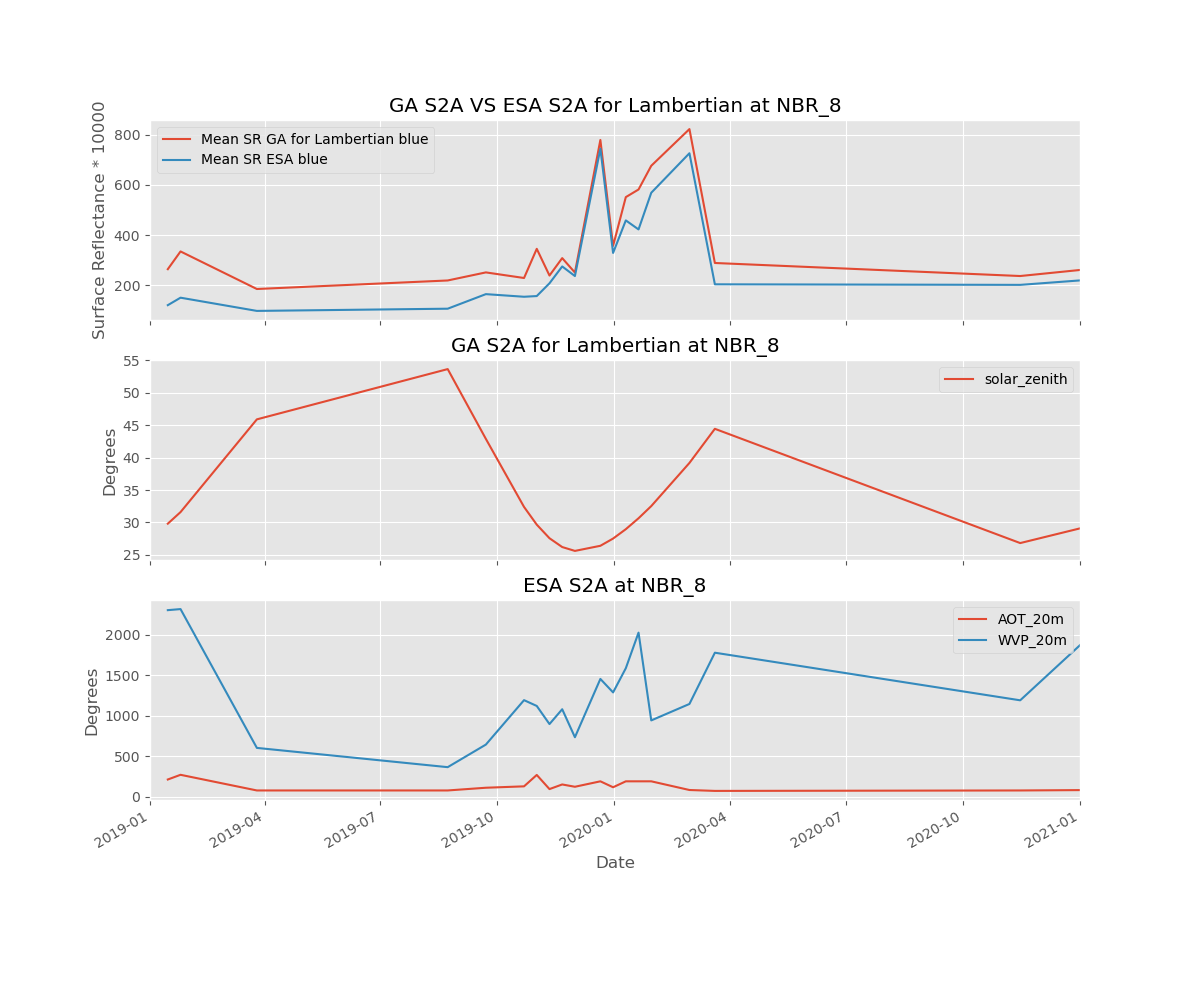 GA S2A VS ESA S2A for Lambertian at NBR_8
Surface Reflectance * 10000
800
600
400
200
Mean SR GA for Lambertian blue
Mean SR ESA blue
GA S2A for Lambertian at NBR_8
Degrees
55
50
45
40
35
30
25
solar_zenith
ESA S2A at NBR_8
Degrees
2000
1500
1000
500
0
AOT_20m
WVP_20m
2019-01
2019-04
2019-07
2019-10
2020-01
2020-04
2020-07
2020-10
2021-01
Date